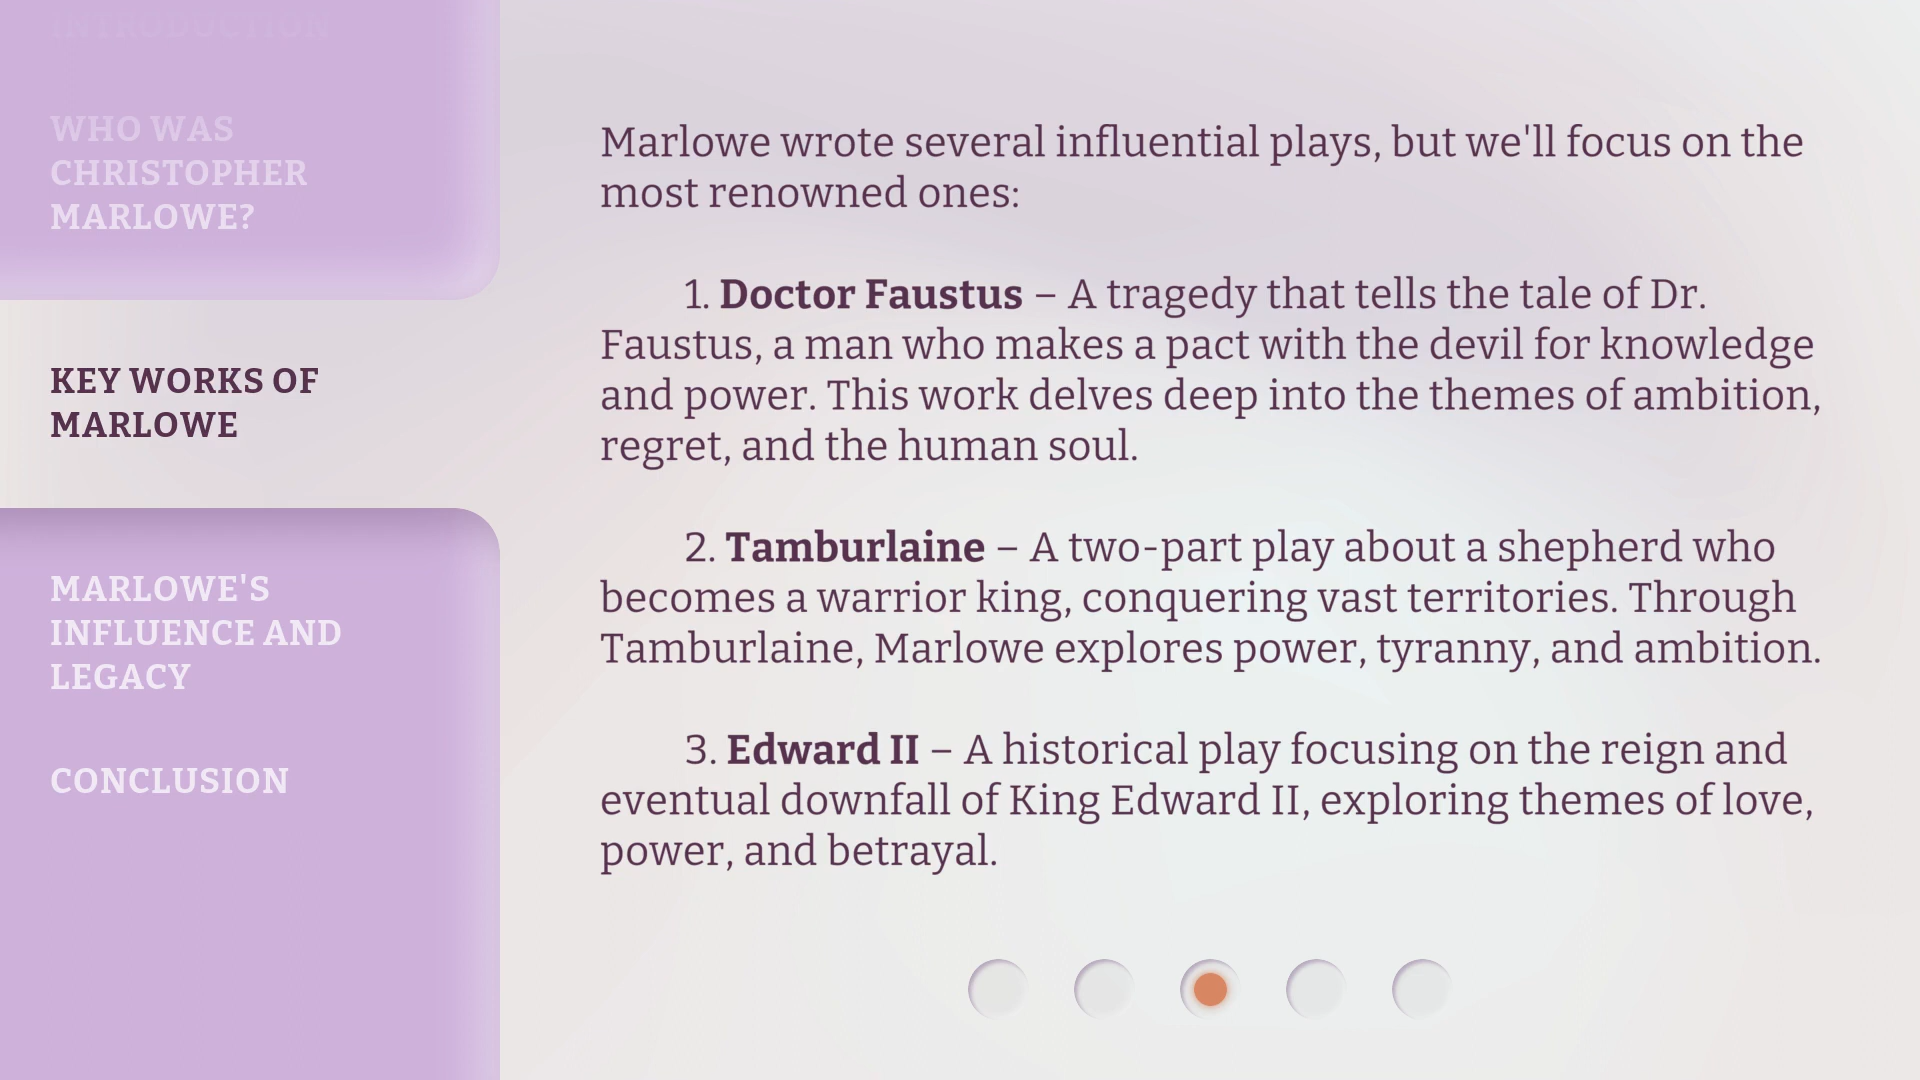 INTRODUCTION
WHO WAS
CHRISTOPHER
MARLOWE?
KEY WORKS OF
MARLOWE
MARLOWE'S
INFLUENCE AND
LEGACY
CONCLUSION
Marlowe wrote several influential plays, but we'll focus on the
most renowned ones:
1. Doctor Faustus – A tragedy that tells the tale of Dr.
Faustus, a man who makes a pact with the devil for knowledge
and power. This work delves deep into the themes of ambition,
regret, and the human soul.
2. Tamburlaine – A two-part play about a shepherd who
becomes a warrior king, conquering vast territories. Through
Tamburlaine, Marlowe explores power, tyranny, and ambition.
3. Edward II – A historical play focusing on the reign and
eventual downfall of King Edward II, exploring themes of love,
power, and betrayal.